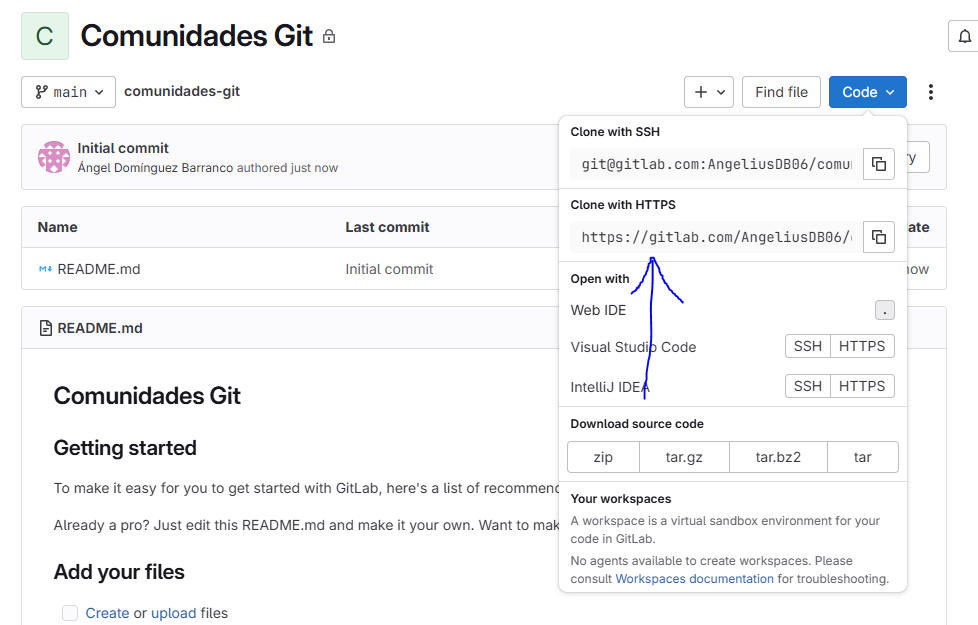 C
Comunidades Git
main
comunidades-git
Find file
Code
Initial commit
Ángel Domínguez Barranco authored just now
Name
Last commit
README.md
Initial commit
README.md
Comunidades Git
Getting started
To make it easy for you to get started with GitLab, here's a list of
Already a pro? Just edit this README.md and make it your own. Want to
Add your files
Create or upload files
Clone with SSH
git@gitlab.com:AngeliusDB06/comu
Clone with HTTPS
https://gitlab.com/AngeliusDB06/
Open with
Web IDE
.
Visual Studio Code
SSH
HTTPS
IntelliJ IDEA
SSH
HTTPS
Download source code
zip
tar.gz
tar.bz2
tar
Your workspaces
A workspace is a virtual sandbox environment for your
code in GitLab.
No agents available to create workspaces. Please
consult Workspaces documentation for troubleshooting.